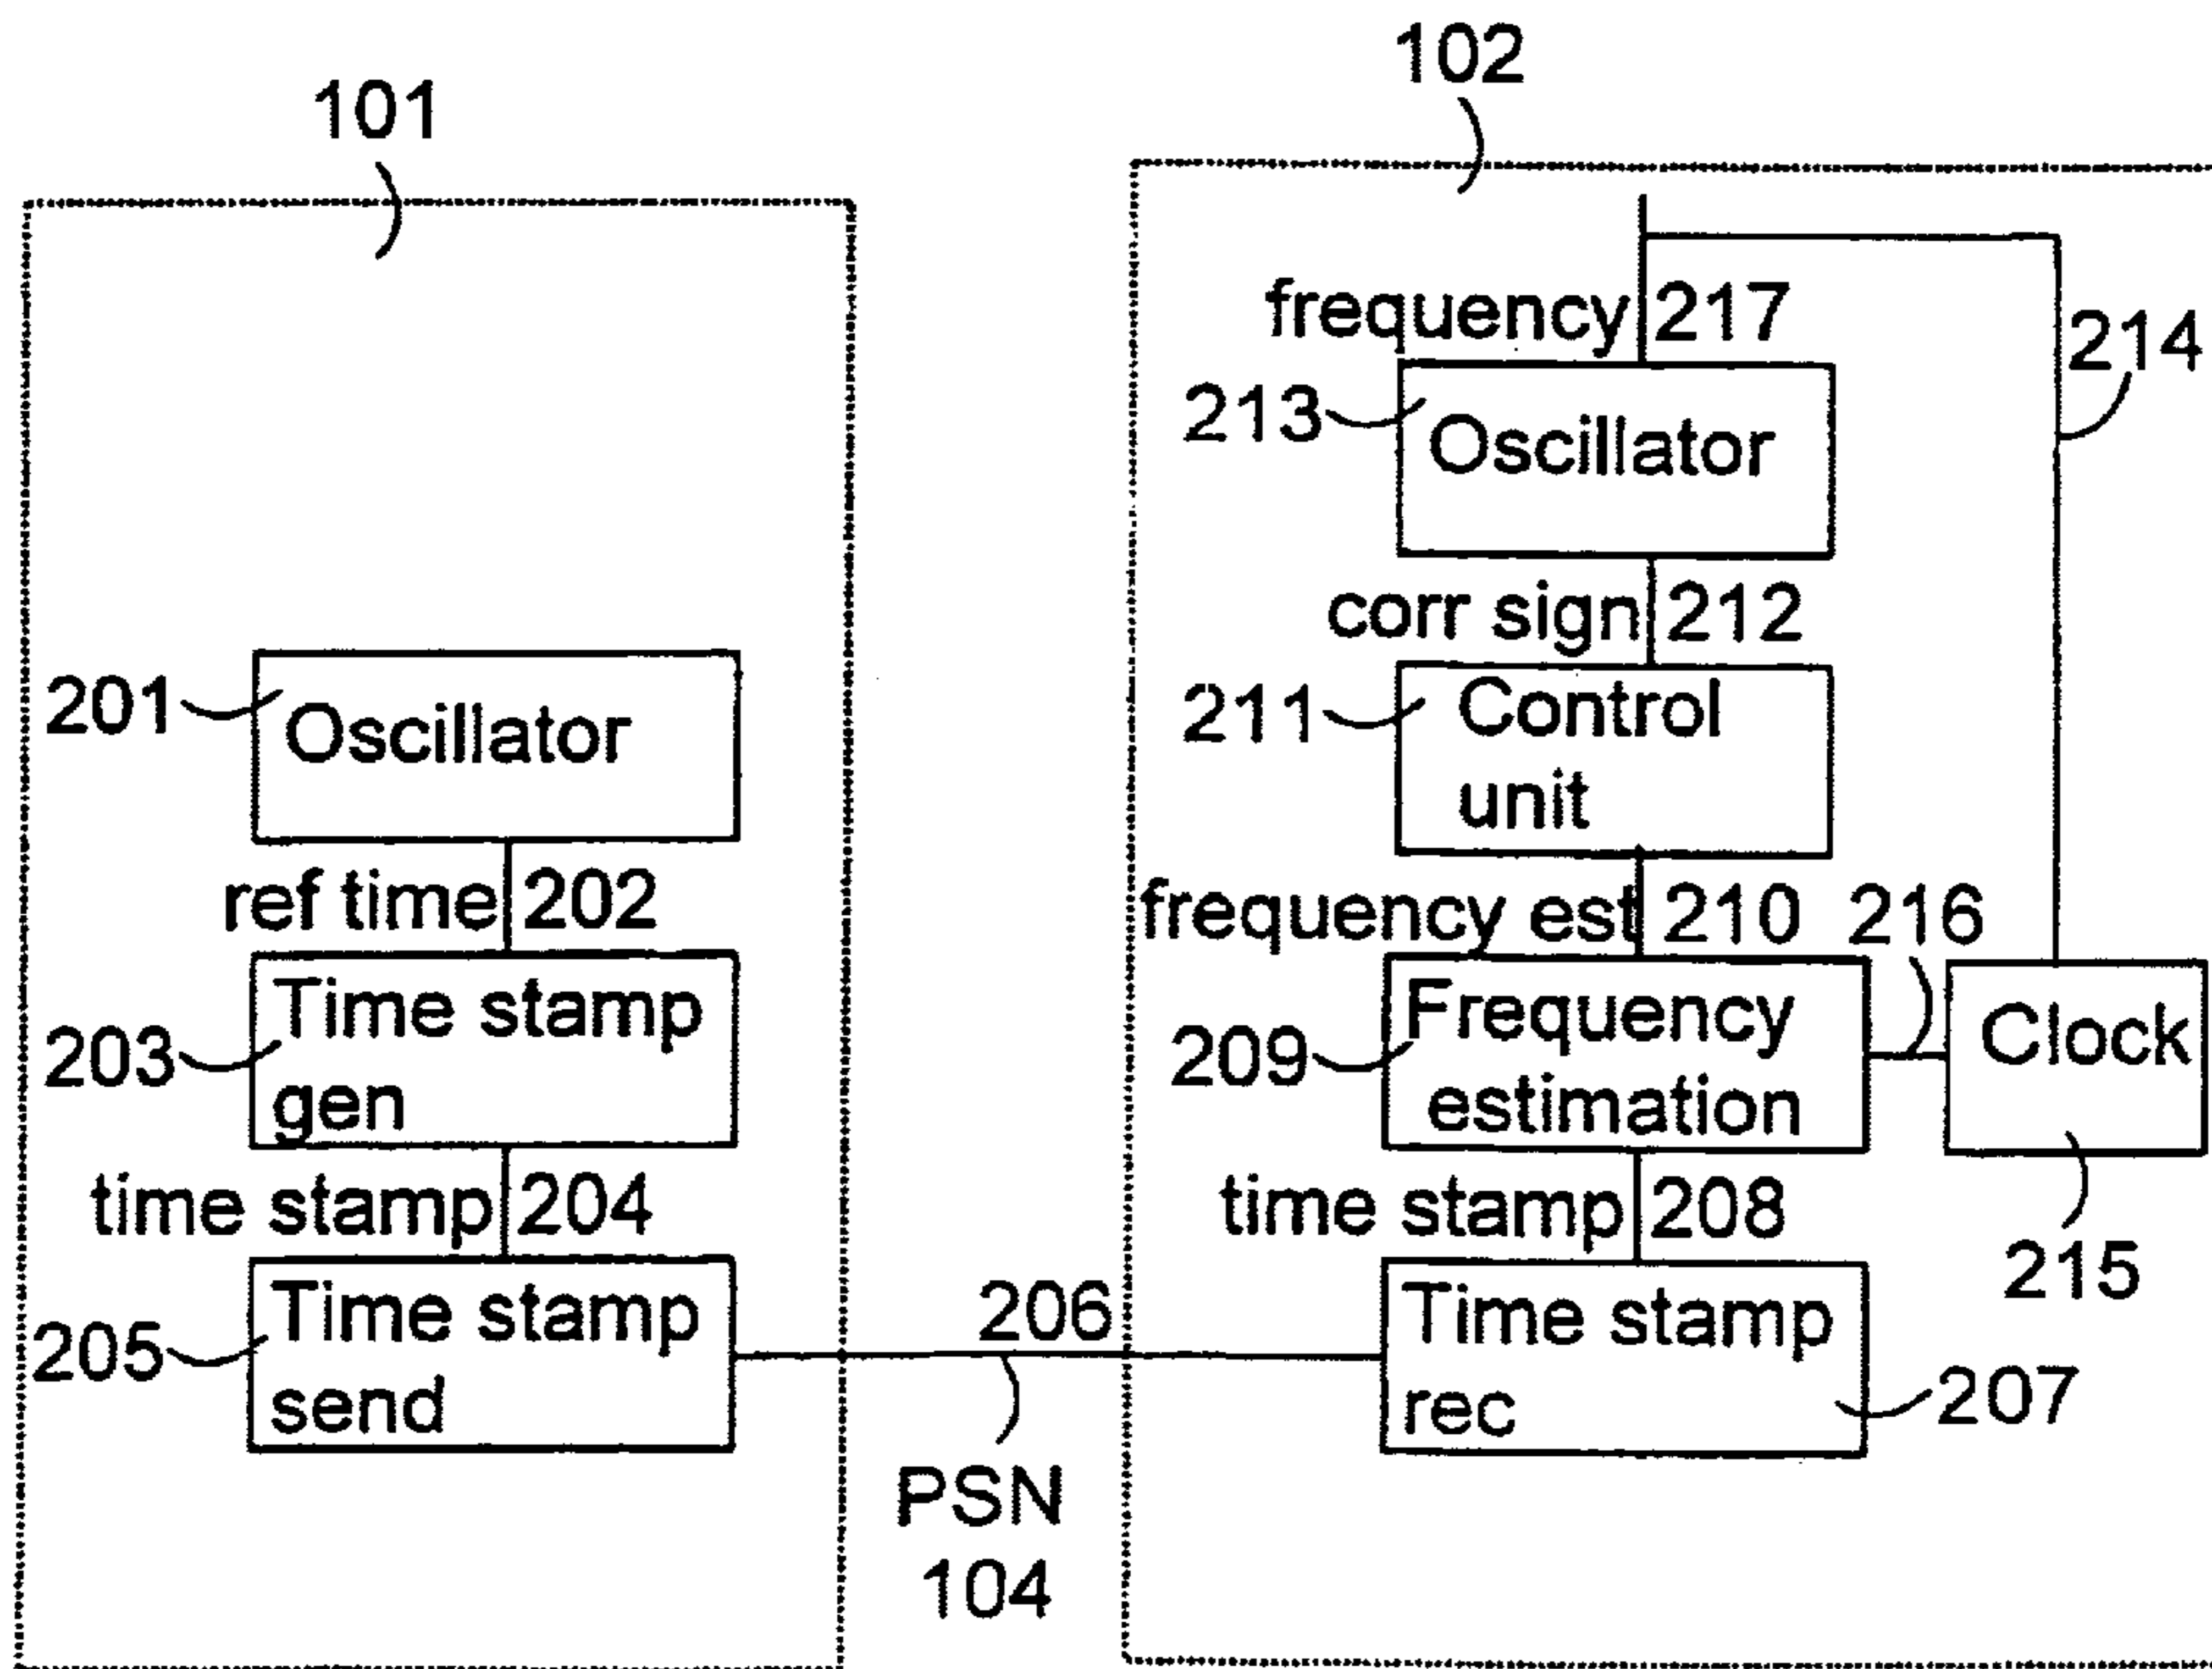 101
201
Oscillator
ref time 202
203
Time stamp
gen
time stamp 204
205
Time stamp
send
206
PSN
104
102
frequency 217
214
213
Oscillator
corr sign 212
211
Control
unit
frequency est 210
216
209
Frequency
estimation
Clock
215
time stamp 208
Time stamp
rec
207